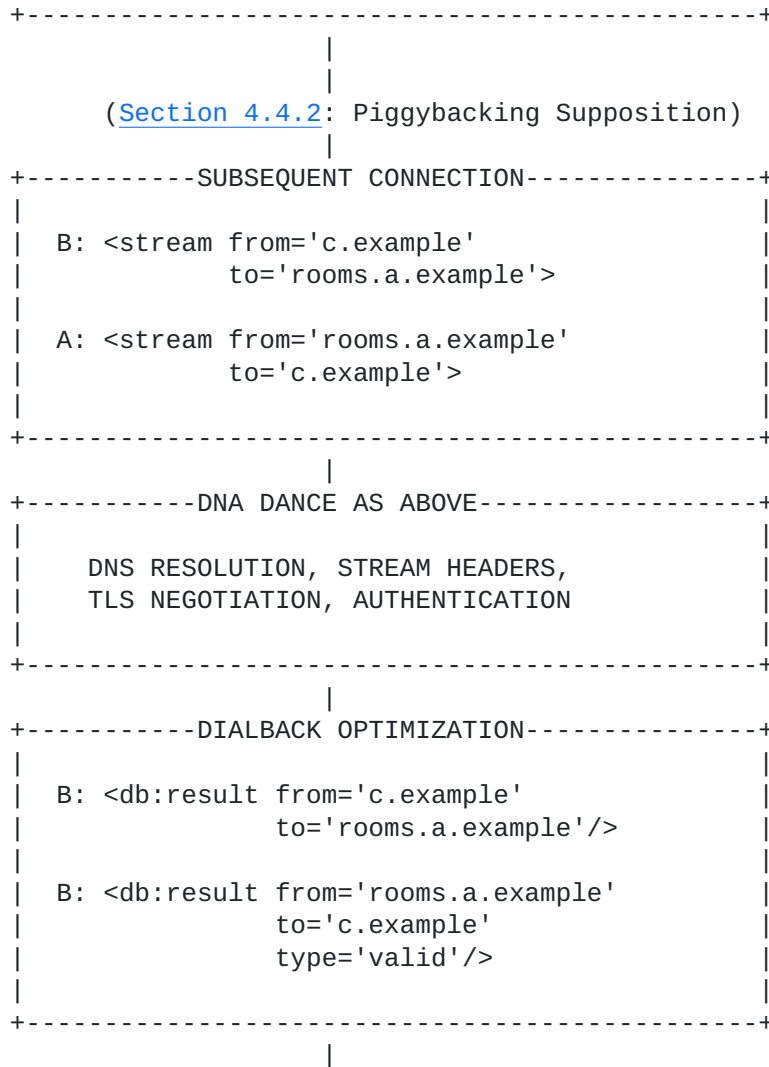 +-----------------------------------------------+
                    |
                    |
      (Section 4.4.2: Piggybacking Supposition)
                    |
+-----------SUBSEQUENT CONNECTION---------------+
|                                               |
|  B: <stream from='c.example'                  |
|             to='rooms.a.example'>             |
|                                               |
|  A: <stream from='rooms.a.example'            |
|             to='c.example'>                   |
|                                               |
+-----------------------------------------------+
                    |
+-----------DNA DANCE AS ABOVE------------------+
|                                               |
|    DNS RESOLUTION, STREAM HEADERS,            |
|    TLS NEGOTIATION, AUTHENTICATION            |
|                                               |
+-----------------------------------------------+
                    |
+-----------DIALBACK OPTIMIZATION---------------+
|                                               |
|  B: <db:result from='c.example'               |
|                to='rooms.a.example'/>         |
|                                               |
|  B: <db:result from='rooms.a.example'         |
|                to='c.example'                 |
|                type='valid'/>                 |
|                                               |
+-----------------------------------------------+
                    |